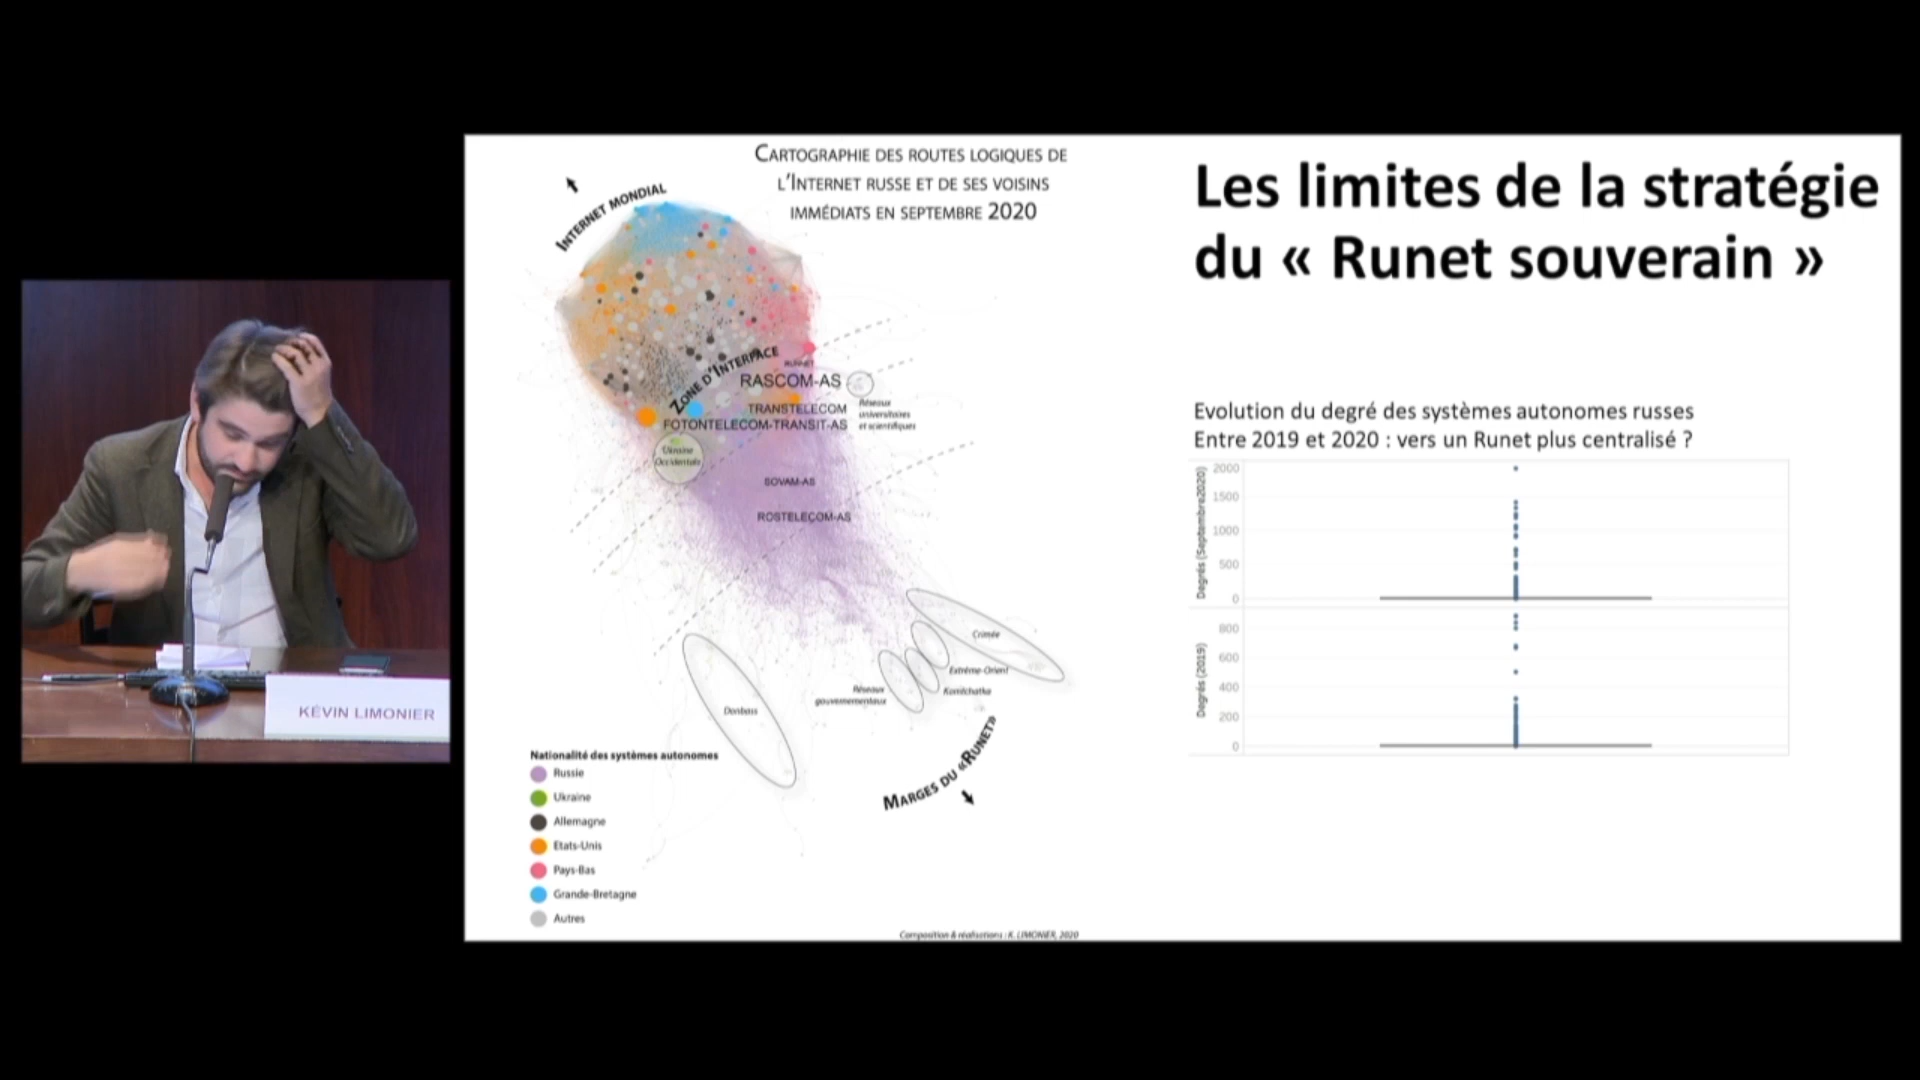 CARTOGRAPHIE DES ROUTES LOGIQUES DE
L'INTERNET RUSSE ET DE SES VOISINS
IMMÉDIATS EN SEPTEMBRE 2020
INTERNET MONDIAL
ZONE D'INTERFACE
RUNNET
RASCOM-AS
TRANSTELECOM
FOTONTELECOM-TRANSIT-AS
Réseaux
universitaires
et scientifiques
Ukraine
Occidentale
SOVAM-AS
ROSTELECOM-AS
Crimée
Extrême-Orient
Kamtchatka
Réseaux
gouvernementaux
Donbass
MARGES DU «RUNET»
Nationalité des systèmes autonomes
Russie
Ukraine
Allemagne
Etats-Unis
Pays-Bas
Grande-Bretagne
Autres
Composition & réalisations : K. LIMONIER, 2020
Les limites de la stratégie
du « Runet souverain »
Evolution du degré des systèmes autonomes russes
Entre 2019 et 2020 : vers un Runet plus centralisé ?
Degrés (Septembre2020)
2000
1500
1000
500
0
Degrés (2019)
800
600
400
200
0
KÉVIN LIMONIER